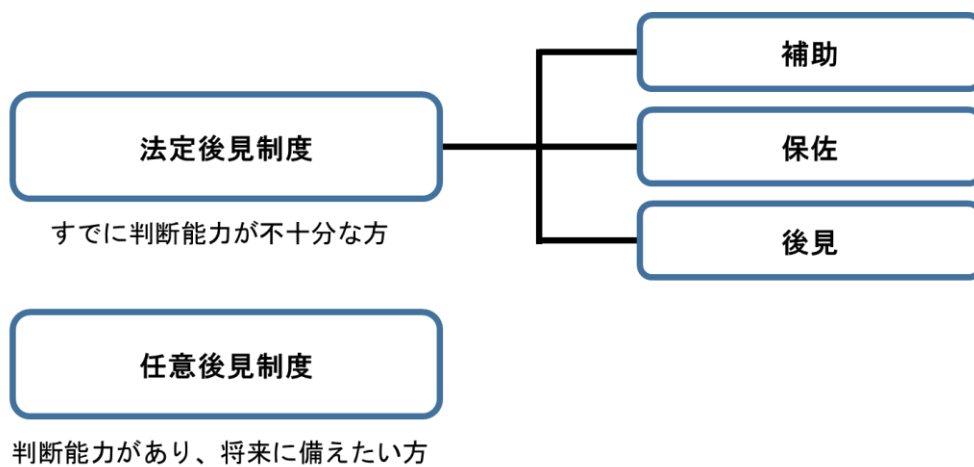 法定後見制度
すでに判断能力が不十分な方
補助
保佐
後見
任意後見制度
判断能力があり、将来に備えたい方